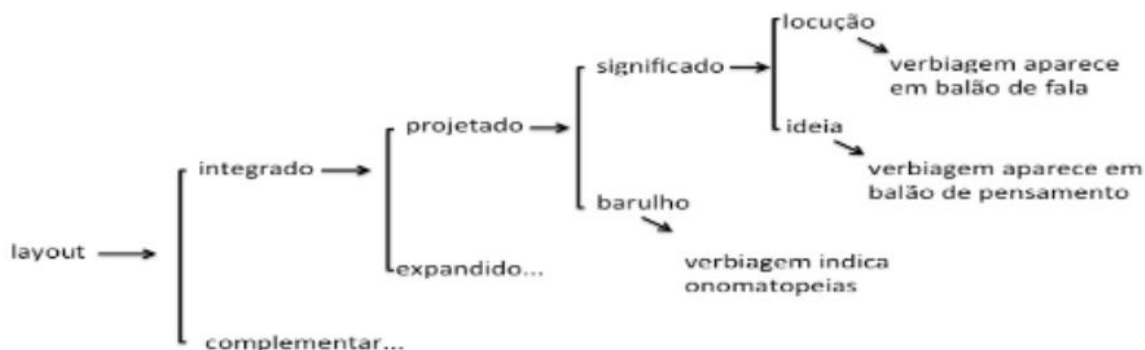 locução
significado
verbiagem aparece
em balão de fala
projetado
ideia
integrado
verbiagem aparece em
balão de pensamento
barulho
layout
verbiagem indica
onomatopeias
expandido...
complementar...